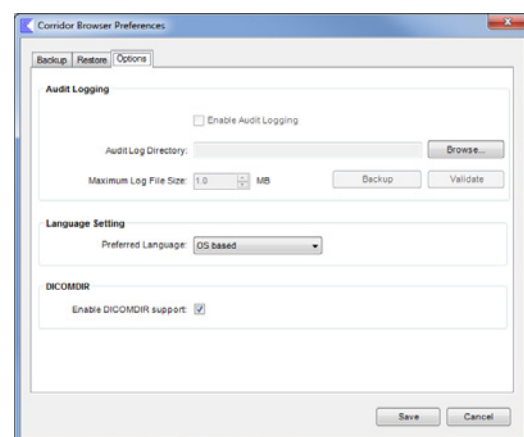 Corridor Browser Preferences
Backup Restore Options
Audit Logging
Enable Audit Logging
Audit Log Directory: Browse...
Maximum Log File Size: 1.0 MB Backup Validate
Language Setting
Preferred Language: OS based
DICOMDIR
Enable DICOMDIR support:
Save Cancel